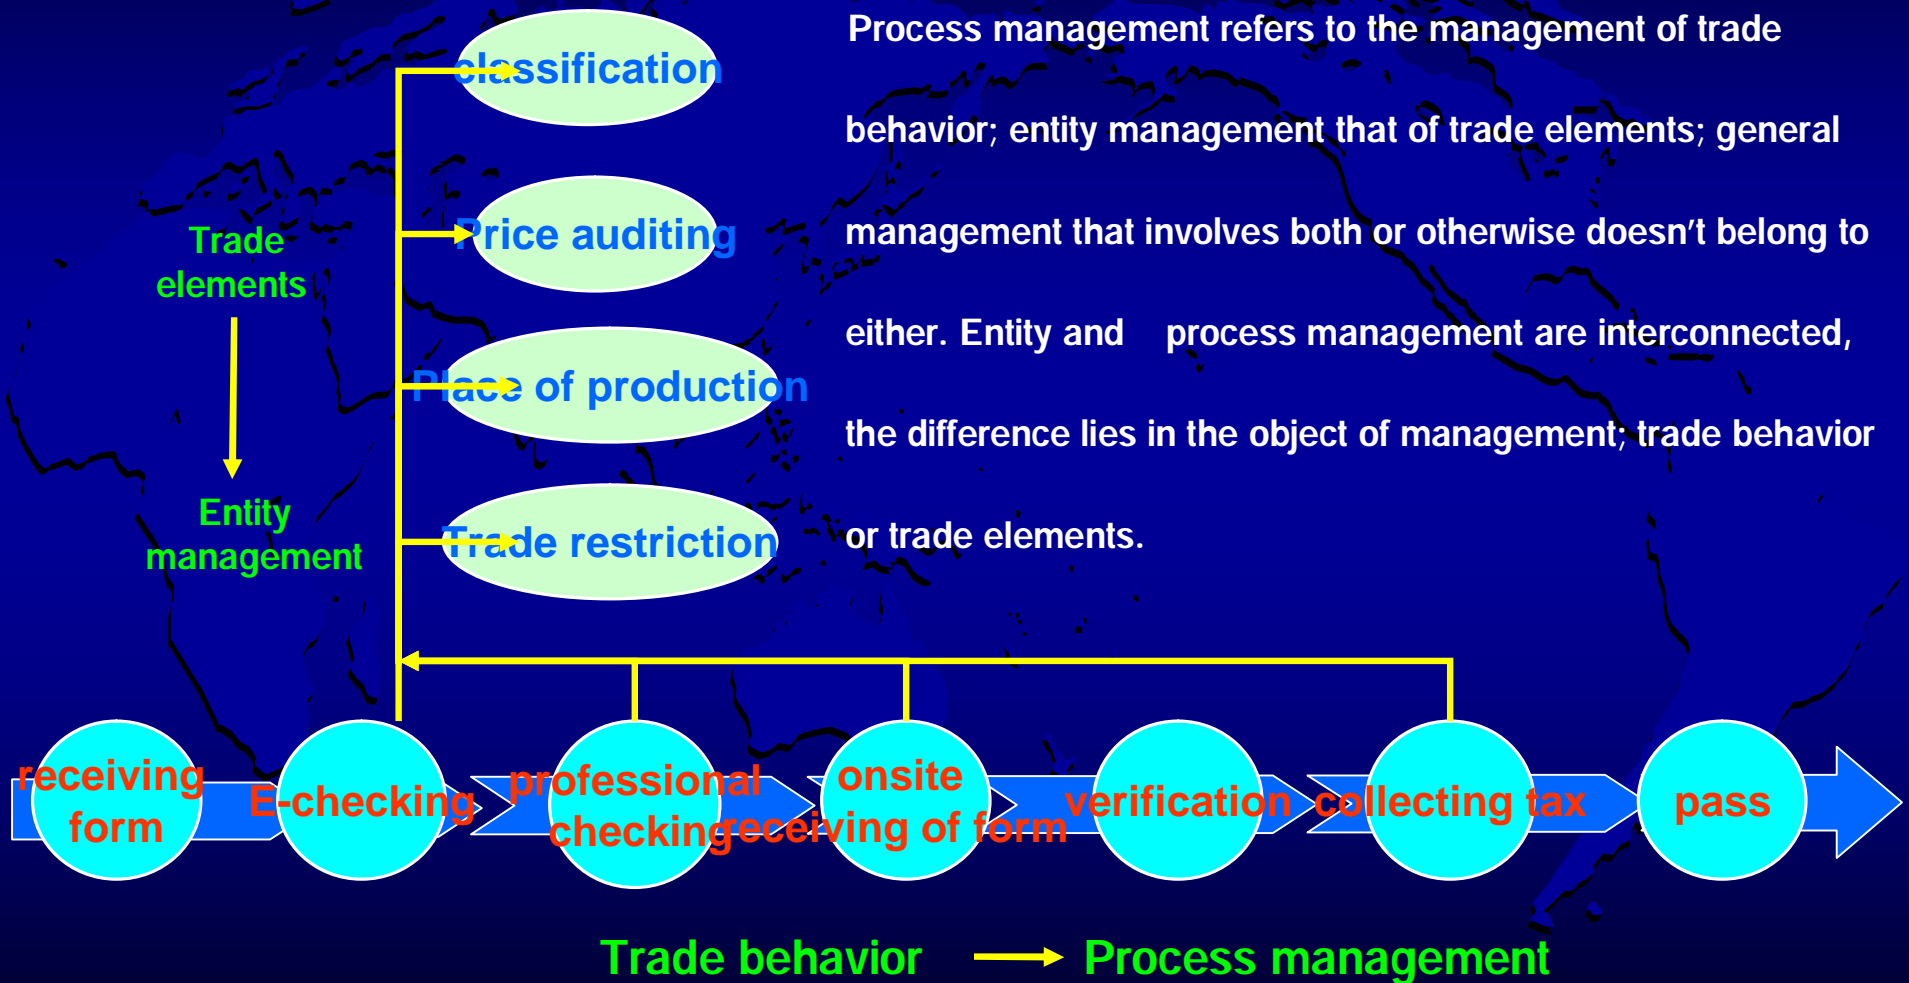 classification
Price auditing
Place of production
Trade restriction
Trade
elements
Entity
management
Process management refers to the management of trade
behavior; entity management that of trade elements; general
management that involves both or otherwise doesn't belong to
either. Entity and process management are interconnected,
the difference lies in the object of management; trade behavior
or trade elements.
receiving
form
E-checking
professional
checking
onsite
receiving of form
verification
collecting tax
pass
Trade behavior
Process management